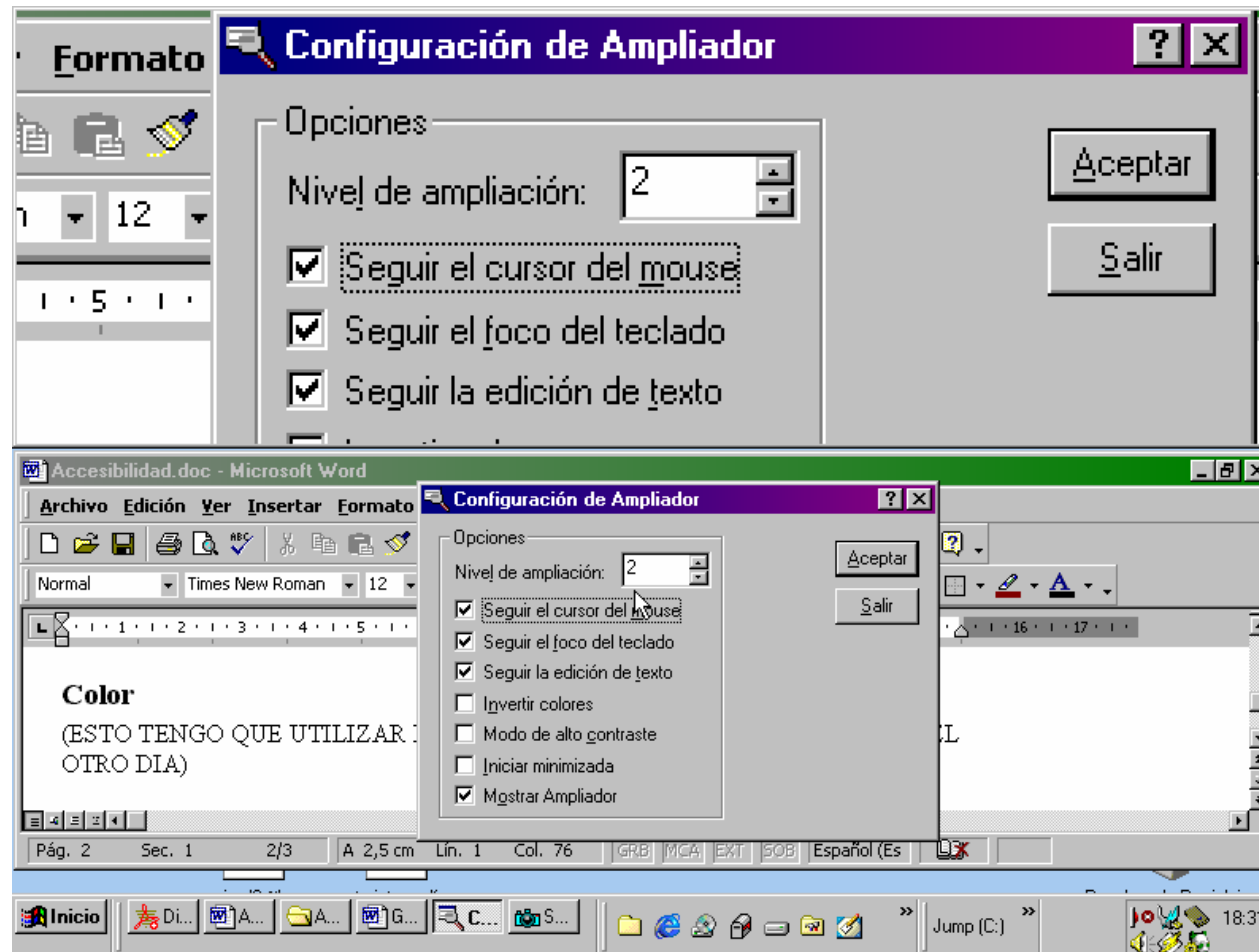 Formato
Configuración de Ampliador
Opciones
Nivel de ampliación: 2
Aceptar
12
Seguir el cursor del mouse
Salir
5
Seguir el foco del teclado
Seguir la edición de texto
Accesibilidad.doc - Microsoft Word
Archivo Edición Ver Insertar Formato
Configuración de Ampliador
Opciones
Nivel de ampliación: 2
Aceptar
Normal Times New Roman 12
Seguir el cursor del mouse
Salir
1 2 3 4 5 16 17
Seguir el foco del teclado
Seguir la edición de texto
Color
Invertir colores
(ESTO TENGO QUE UTILIZAR
Modo de alto contraste
EL
OTRO DIA)
Iniciar minimizada
Mostrar Ampliador
Pág. 2 Sec. 1 2/3 A 2,5 cm Lín. 1 Col. 76 GRB MCA EXT SOB Español (Es
Inicio Di... A... A... G... C... S... » Jump (C:) »